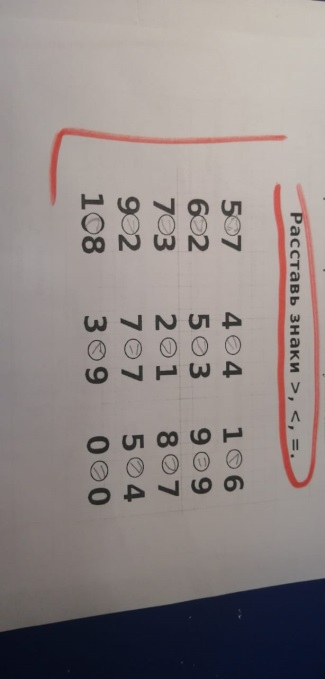 Расставь знаки >, <, =.
5 7 4 4 1 6
6 2 5 3 9 = 9
7 3 2 1 8 7
9 2 7 = 7 5 4
1 8 3 < 9 0 = 0